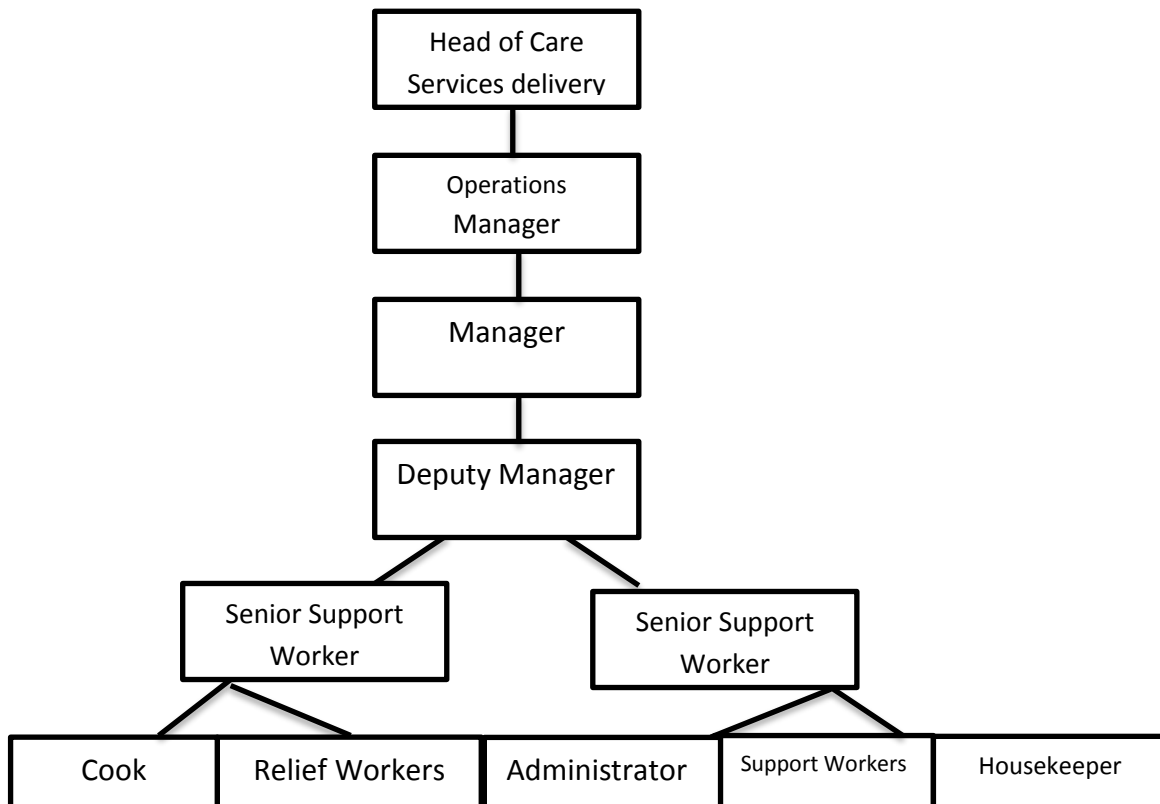 Head of Care
Services delivery
Operations
Manager
Manager
Deputy Manager
Senior Support
Worker
Senior Support
Worker
Cook
Relief Workers
Administrator
Support Workers
Housekeeper